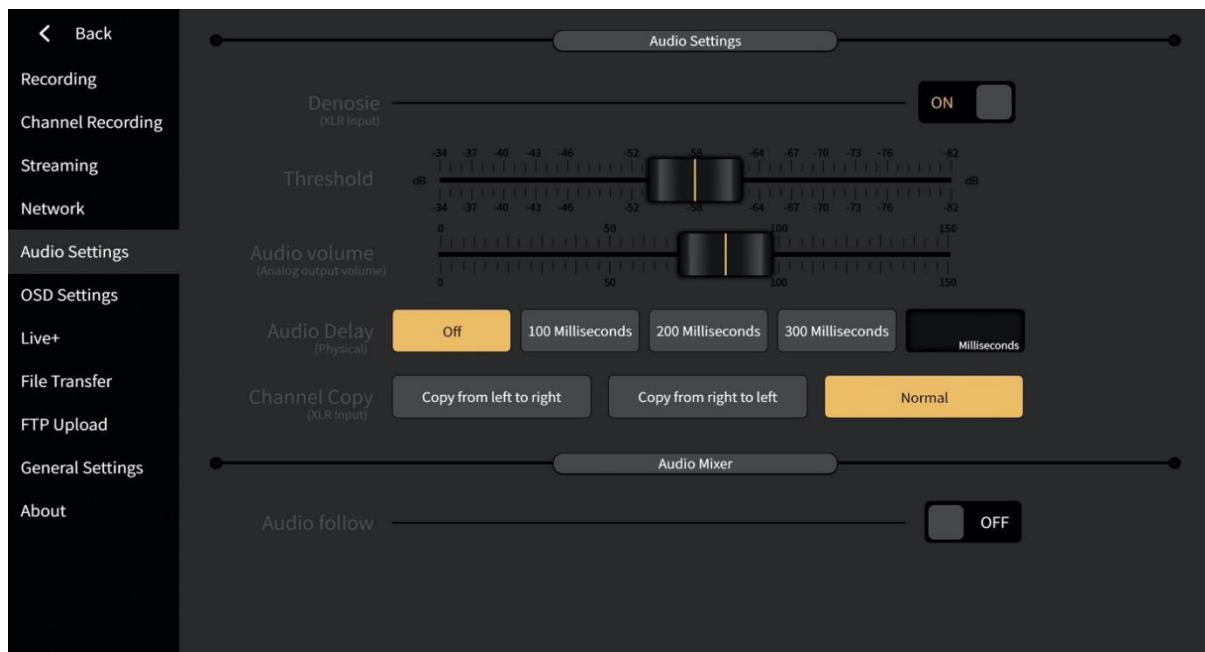 Back
Recording
Channel Recording
Streaming
Network
Audio Settings
OSD Settings
Live+
File Transfer
FTP Upload
General Settings
About
Audio Settings
Denosie
(XLR Input)
ON
-34 -37 -40 -43 -46 -52 -58 -64 -67 -70 -73 -76 -82
Threshold dB dB
-34 -37 -40 -43 -46 -52 -58 -64 -67 -70 -73 -76 -82
0 50 100 150
Audio volume
(Analog output volume)
0 50 100 150
Audio Delay
(Physical)
Off 100 Milliseconds 200 Milliseconds 300 Milliseconds Milliseconds
Channel Copy
(XLR Input)
Copy from left to right Copy from right to left Normal
Audio Mixer
Audio follow OFF